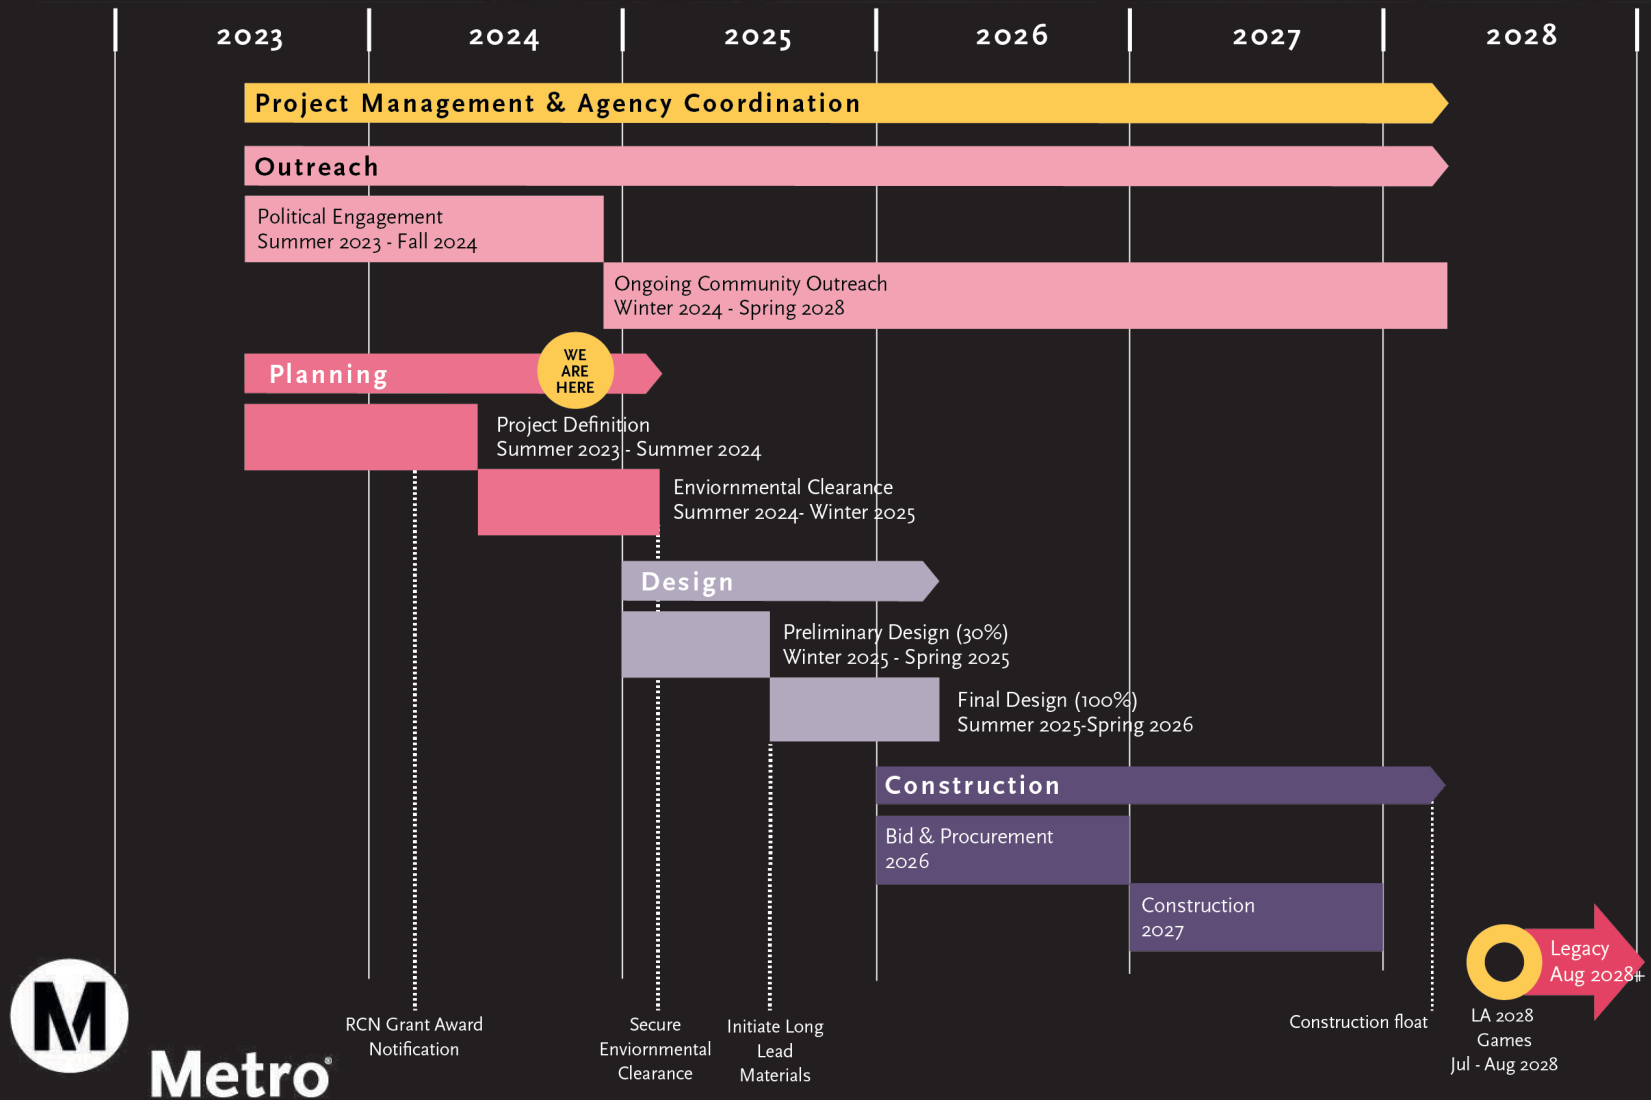 2023 2024 2025 2026 2027 2028
Project Management & Agency Coordination
Outreach
Political Engagement
Summer 2023 - Fall 2024
Ongoing Community Outreach
Winter 2024 - Spring 2028
WE
ARE
HERE
Planning
Project Definition
Summer 2023 - Summer 2024
Enviornmental Clearance
Summer 2024- Winter 2025
Design
Preliminary Design (30%)
Winter 2025 - Spring 2025
Final Design (100%)
Summer 2025-Spring 2026
Construction
Bid & Procurement
2026
Construction
2027
Legacy
Aug 2028+
RCN Grant Award
Notification
Secure
Enviornmental
Clearance
Initiate Long
Lead
Materials
Construction float
LA 2028
Games
Jul - Aug 2028
M
Metro®